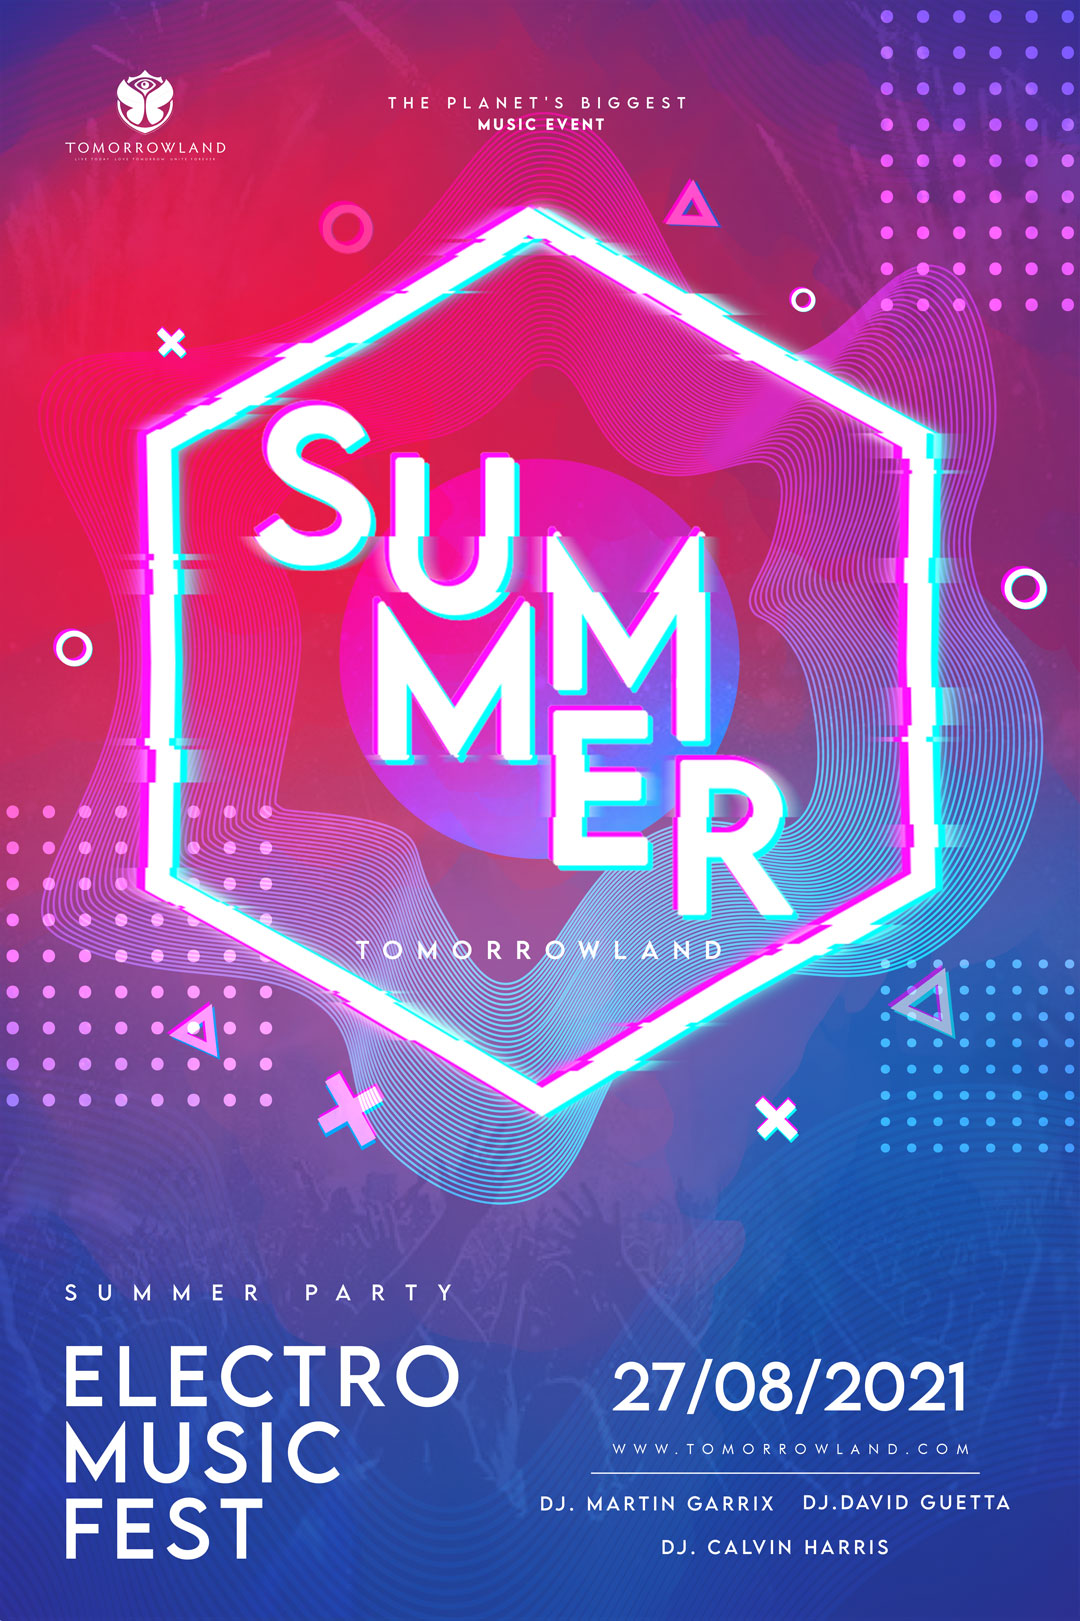 TOMORROWLAND
LIVE TODAY LOVE TOMORROW UNITE FOREVER
THE PLANET'S BIGGEST
MUSIC EVENT
SUMMER
TOMORROWLAND
SUMMER PARTY
ELECTRO
MUSIC
FEST
27/08/2021
WWW.TOMORROWLAND.COM
DJ. MARTIN GARRIX DJ.DAVID GUETTA
DJ. CALVIN HARRIS